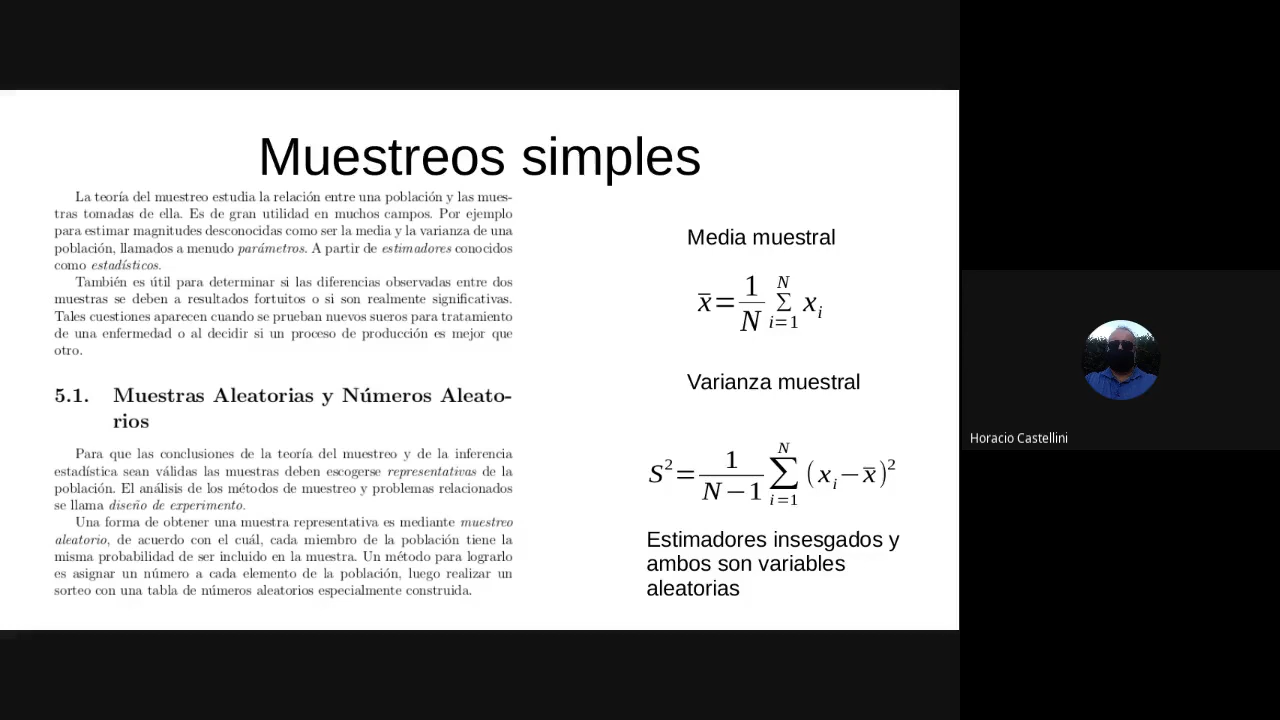 Muestreos simples
La teoría del muestreo estudia la relación entre una población y las mues-
tras tomadas de ella. Es de gran utilidad en muchos campos. Por ejemplo
para estimar magnitudes desconocidas como ser la media y la varianza de una
población, llamados a menudo parámetros. A partir de estimadores conocidos
como estadísticos.
También es útil para determinar si las diferencias observadas entre dos
muestras se deben a resultados fortuitos o si son realmente significativas.
Tales cuestiones aparecen cuando se prueban nuevos sueros para tratamiento
de una enfermedad o al decidir si un proceso de producción es mejor que
otro.
5.1. Muestras Aleatorias y Números Aleato-
rios
Para que las conclusiones de la teoría del muestreo y de la inferencia
estadística sean válidas las muestras deben escogerse representativas de la
población. El análisis de los métodos de muestreo y problemas relacionados
se llama diseño de experimento.
Una forma de obtener una muestra representativa es mediante muestreo
aleatorio, de acuerdo con el cuál, cada miembro de la población tiene la
misma probabilidad de ser incluido en la muestra. Un método para lograrlo
es asignar un número a cada elemento de la población, luego realizar un
sorteo con una tabla de números aleatorios especialmente construida.
Media muestral
x̄ = 1/N ∑_{i=1}^{N} x_i
Varianza muestral
S² = 1/(N−1) ∑_{i=1}^{N} (x_i − x̄)²
Estimadores insesgados y
ambos son variables
aleatorias
Horacio Castellini